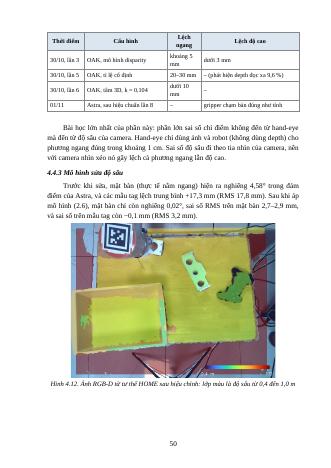 Thời điểm Cấu hình Lệch ngang Lệch độ cao
30/10, lần 3 OAK, mô hình disparity khoảng 5 mm dưới 3 mm
30/10, lần 5 OAK, tỉ lệ cố định 20–30 mm – (phát hiện depth dọc xa 9,6 %)
30/10, lần 6 OAK, tâm 3D, k = 0,104 dưới 10 mm –
01/11 Astra, sau hiệu chuẩn lần 8 – gripper chạm bàn đúng như tính
Bài học lớn nhất của phần này: phần lớn sai số chỉ điểm không đến từ hand-eye
mà đến từ độ sâu của camera. Hand-eye chỉ dùng ảnh và robot (không dùng depth) cho
phương ngang đúng trong khoảng 1 cm. Sai số độ sâu đi theo tia nhìn của camera, nên
với camera nhìn xéo nó gây lệch cả phương ngang lẫn độ cao.
4.4.3 Mô hình sửa độ sâu
Trước khi sửa, mặt bàn (thực tế nằm ngang) hiện ra nghiêng 4,58° trong đám
điểm của Astra, và các mẫu tag lệch trung bình +17,3 mm (RMS 17,8 mm). Sau khi áp
mô hình (2.6), mặt bàn chỉ còn nghiêng 0,02°, sai số RMS trên mặt bàn 2,7–2,9 mm,
và sai số trên mẫu tag còn −0,1 mm (RMS 3,2 mm).
Hình 4.12. Ảnh RGB-D từ tư thế HOME sau hiệu chỉnh: lớp màu là độ sâu từ 0,4 đến 1,0 m
50